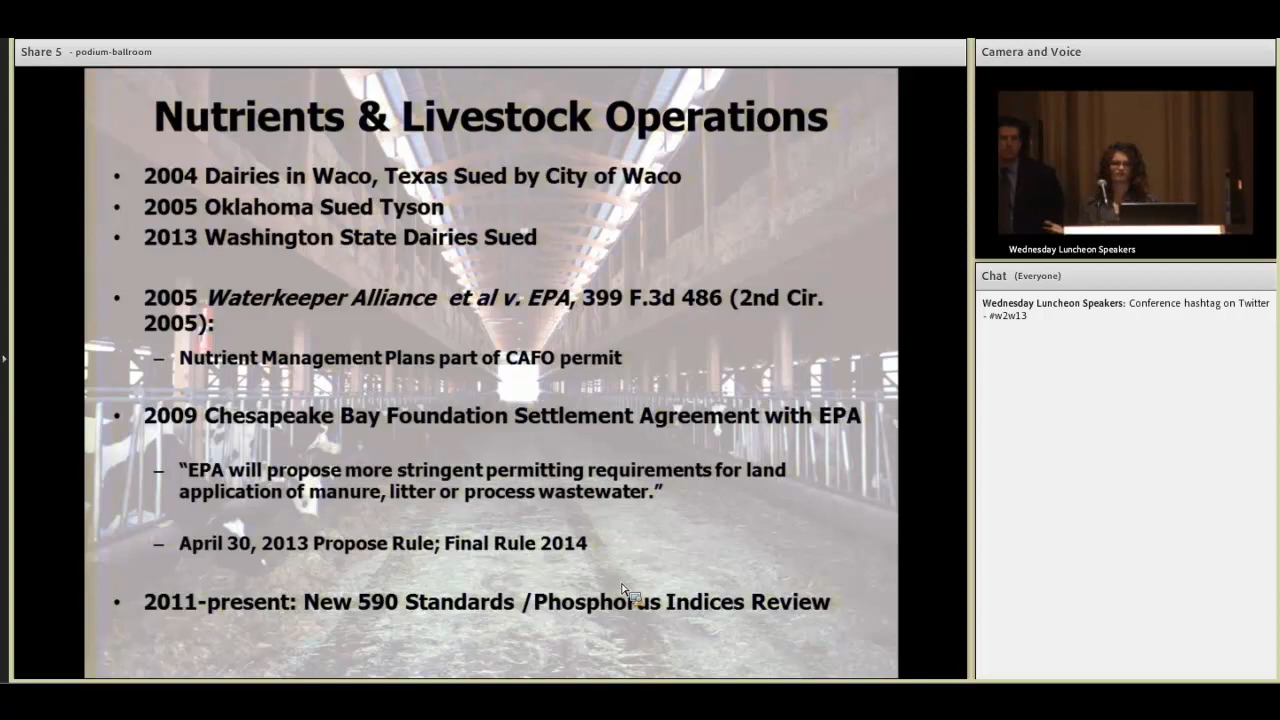 Share 5 - podium-ballroom
Nutrients & Livestock Operations
• 2004 Dairies in Waco, Texas Sued by City of Waco
• 2005 Oklahoma Sued Tyson
• 2013 Washington State Dairies Sued
• 2005 Waterkeeper Alliance et al v. EPA, 399 F.3d 486 (2nd Cir.
2005):
– Nutrient Management Plans part of CAFO permit
• 2009 Chesapeake Bay Foundation Settlement Agreement with EPA
– “EPA will propose more stringent permitting requirements for land
application of manure, litter or process wastewater.”
– April 30, 2013 Propose Rule; Final Rule 2014
• 2011-present: New 590 Standards /Phosphorus Indices Review
Camera and Voice
Wednesday Luncheon Speakers
Chat (Everyone)
Wednesday Luncheon Speakers: Conference hashtag on Twitter
- #w2w13